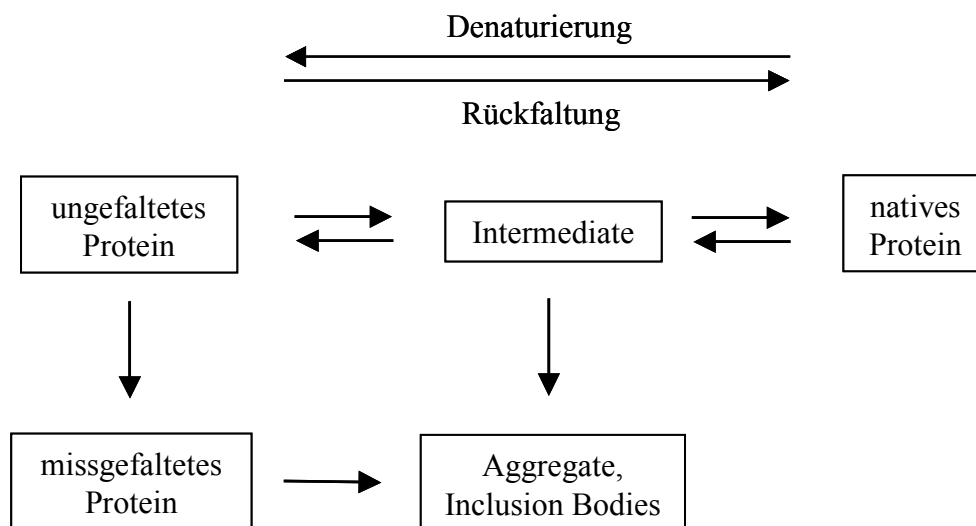 Denaturierung
Rückfaltung
ungefaltetes
Protein
Intermediate
natives
Protein
missgefaltetes
Protein
Aggregate,
Inclusion Bodies